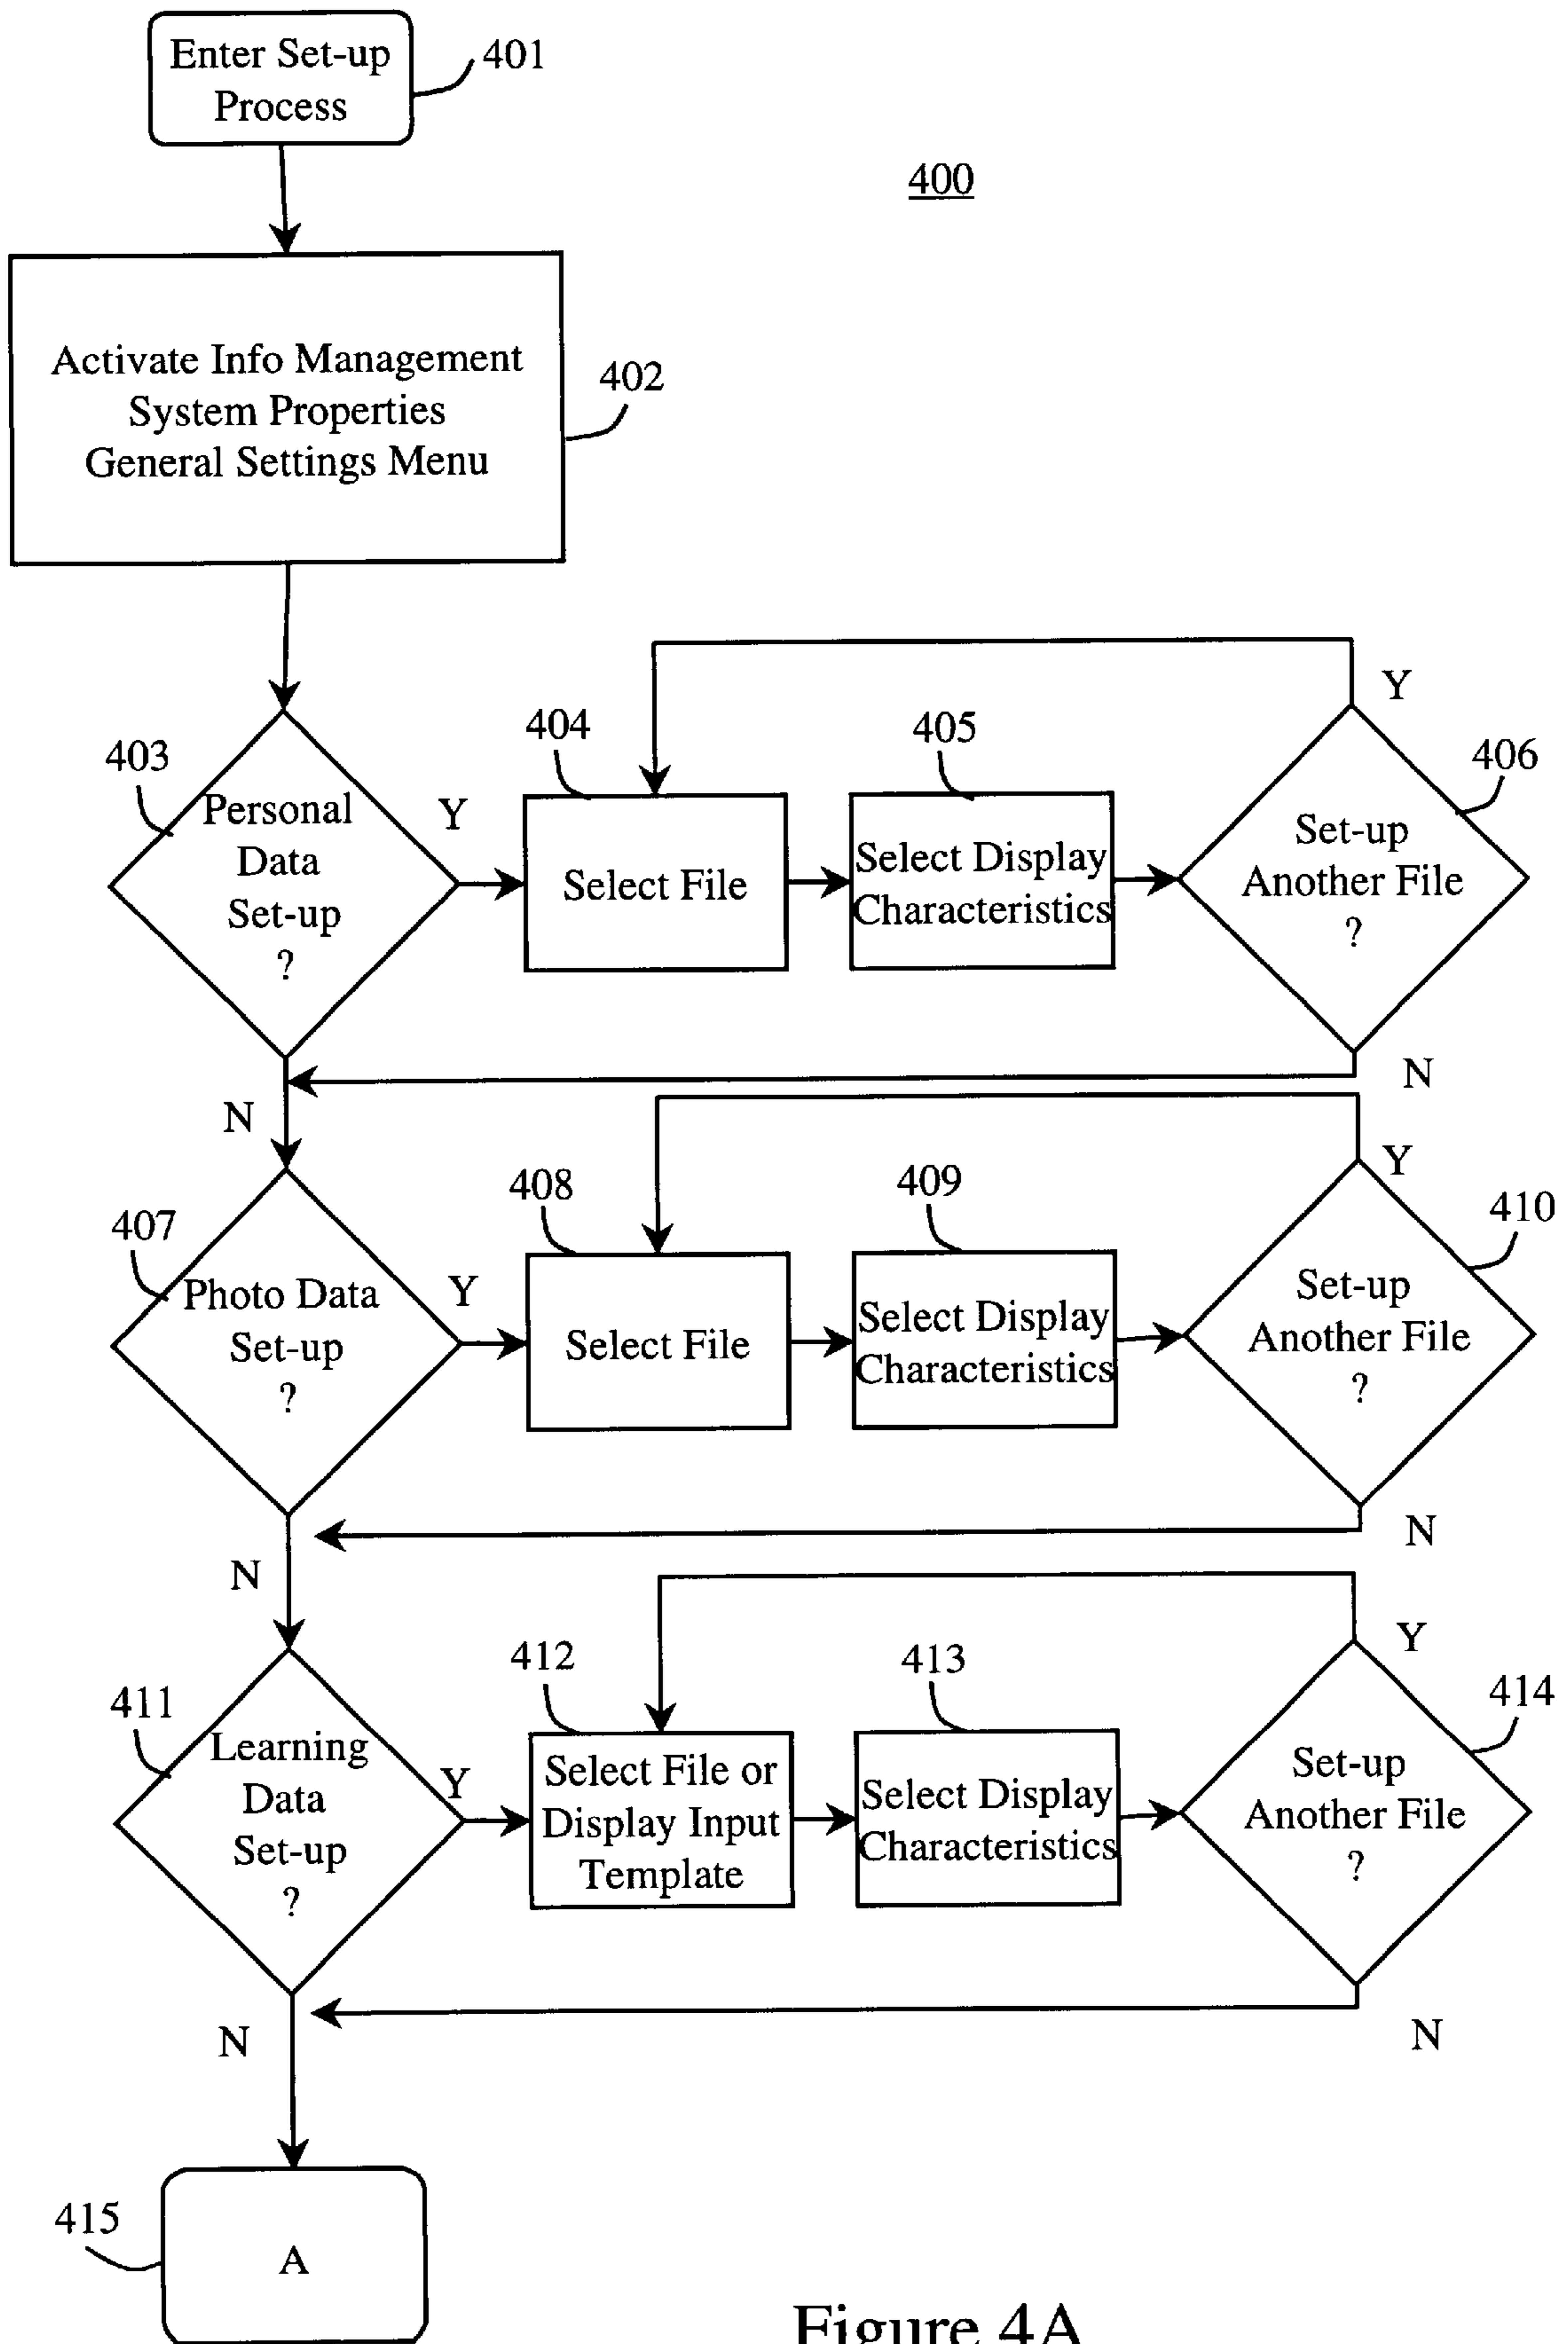 Enter Set-up
Process
401
400
Activate Info Management
System Properties
General Settings Menu
402
403
Personal
Data
Set-up
?
Y
404
Select File
405
Select Display
Characteristics
Y
406
Set-up
Another File
?
N
N
407
Photo Data
Set-up
?
Y
408
Select File
409
Select Display
Characteristics
Y
410
Set-up
Another File
?
N
N
411
Learning
Data
Set-up
?
Y
412
Select File or
Display Input
Template
413
Select Display
Characteristics
Y
414
Set-up
Another File
?
N
N
415
A
Figure 4A